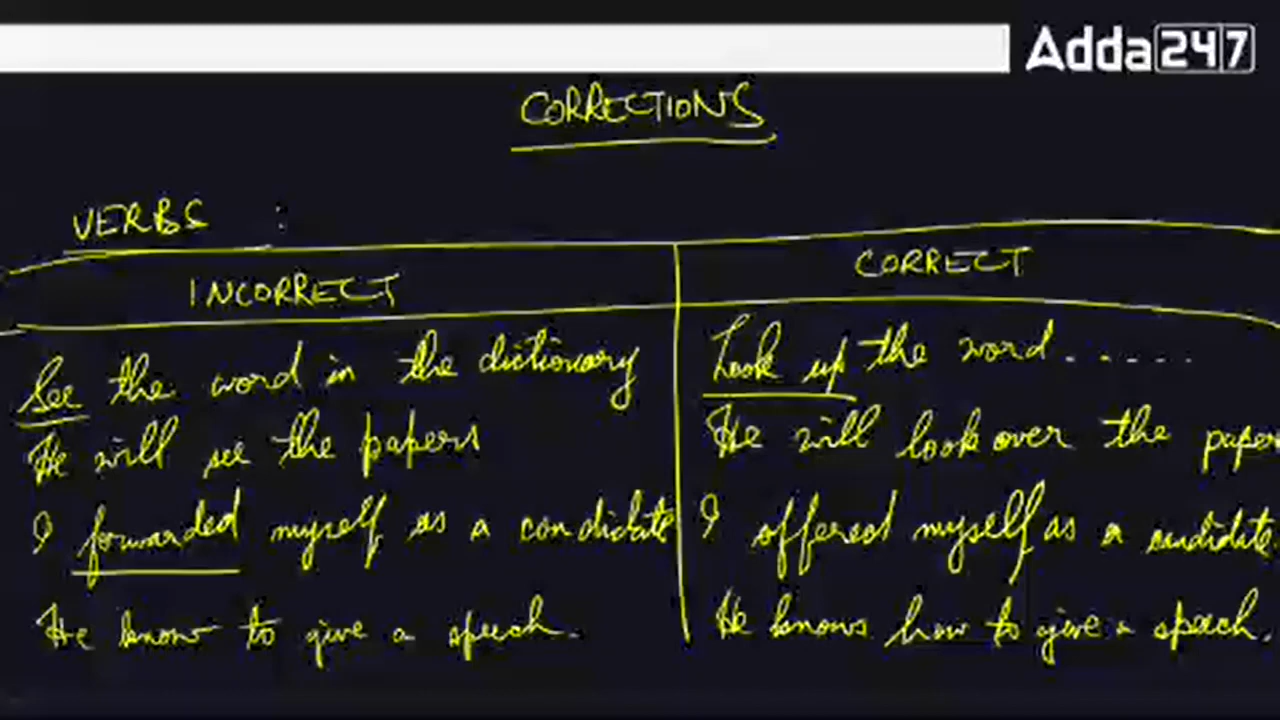 Adda247
CORRECTIONS
VERBS :
INCORRECT
CORRECT
See the word in the dictionary
Look up the word......
He will see the papers
He will look over the paper
I forwarded myself as a candidate
I offered myself as a candidate.
He know to give a speech.
He knows how to give a speech.